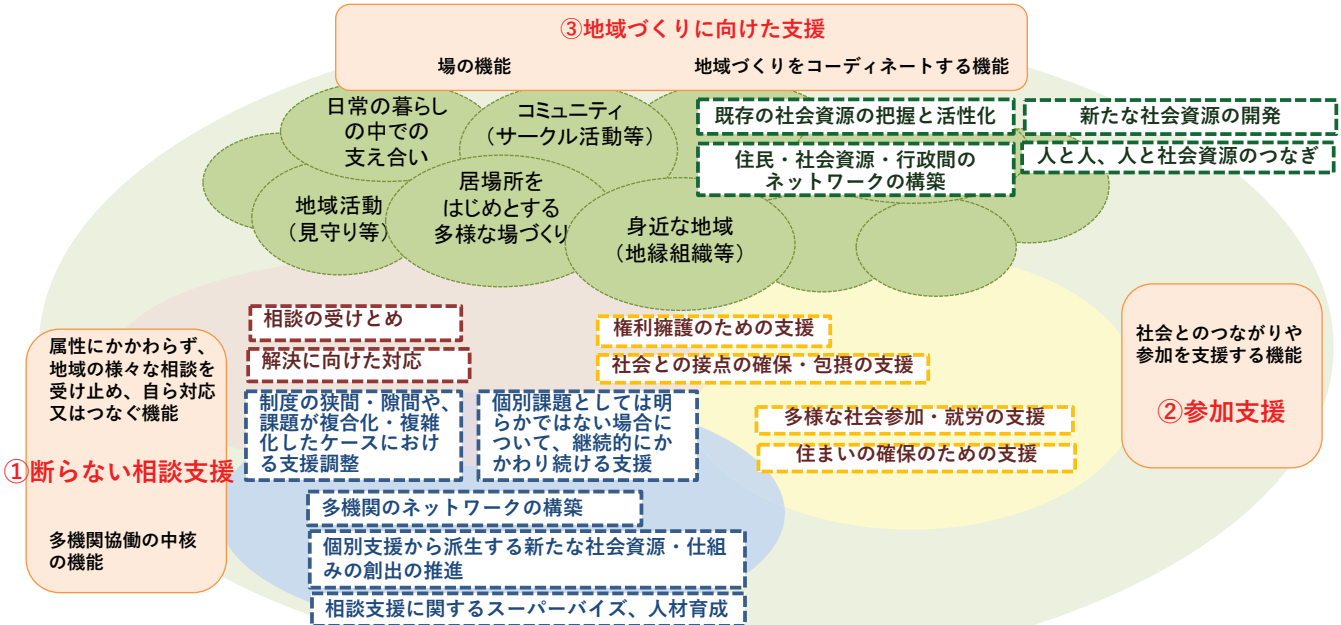 ③地域づくりに向けた支援
場の機能
地域づくりをコーディネートする機能
日常の暮らし
の中での
支え合い
コミュニティ
（サークル活動等）
既存の社会資源の把握と活性化
新たな社会資源の開発
住民・社会資源・行政間の
ネットワークの構築
人と人、人と社会資源のつなぎ
地域活動
（見守り等）
居場所を
はじめとする
多様な場づくり
身近な地域
（地縁組織等）
相談の受けとめ
解決に向けた対応
権利擁護のための支援
社会との接点の確保・包摂の支援
社会とのつながりや
参加を支援する機能
②参加支援
属性にかかわらず、
地域の様々な相談を
受け止め、自ら対応
又はつなぐ機能
①断らない相談支援
多機関協働の中核
の機能
制度の狭間・隙間や、
課題が複合化・複雑
化したケースにおけ
る支援調整
個別課題としては明
らかではない場合に
ついて、継続的にか
かわり続ける支援
多様な社会参加・就労の支援
住まいの確保のための支援
多機関のネットワークの構築
個別支援から派生する新たな社会資源・仕組
みの創出の推進
相談支援に関するスーパーバイズ、人材育成